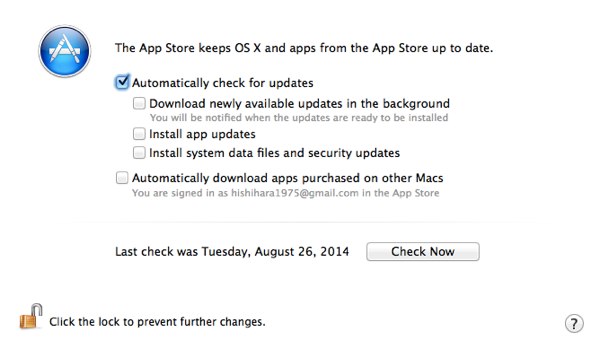 The App Store keeps OS X and apps from the App Store up to date.
Automatically check for updates
Download newly available updates in the background
You will be notified when the updates are ready to be installed
Install app updates
Install system data files and security updates
Automatically download apps purchased on other Macs
You are signed in as hishihara1975@gmail.com in the App Store
Last check was Tuesday, August 26, 2014 Check Now
Click the lock to prevent further changes. ?